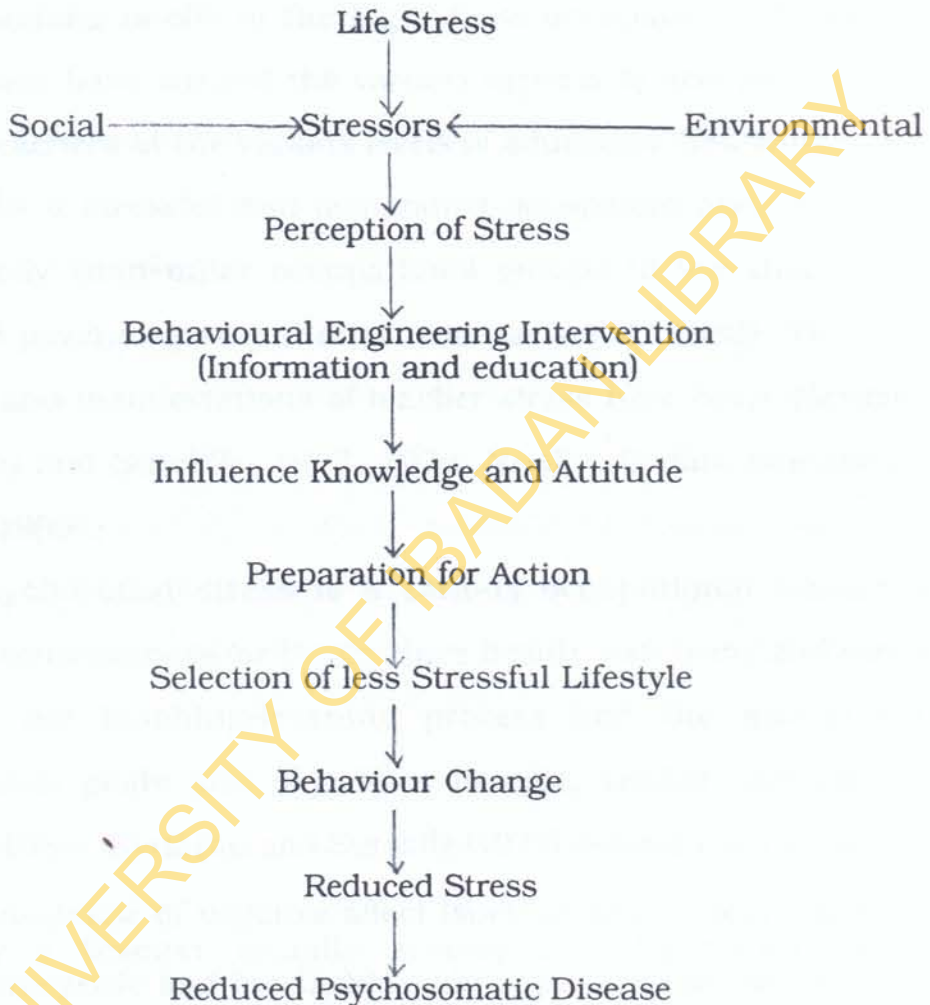 Life Stress
Social Stressors Environmental
Perception of Stress
Behavioural Engineering Intervention
(Information and education)
Influence Knowledge and Attitude
Preparation for Action
Selection of less Stressful Lifestyle
Behaviour Change
Reduced Stress
Reduced Psychosomatic Disease
UNIVERSITY OF IBADAN LIBRARY